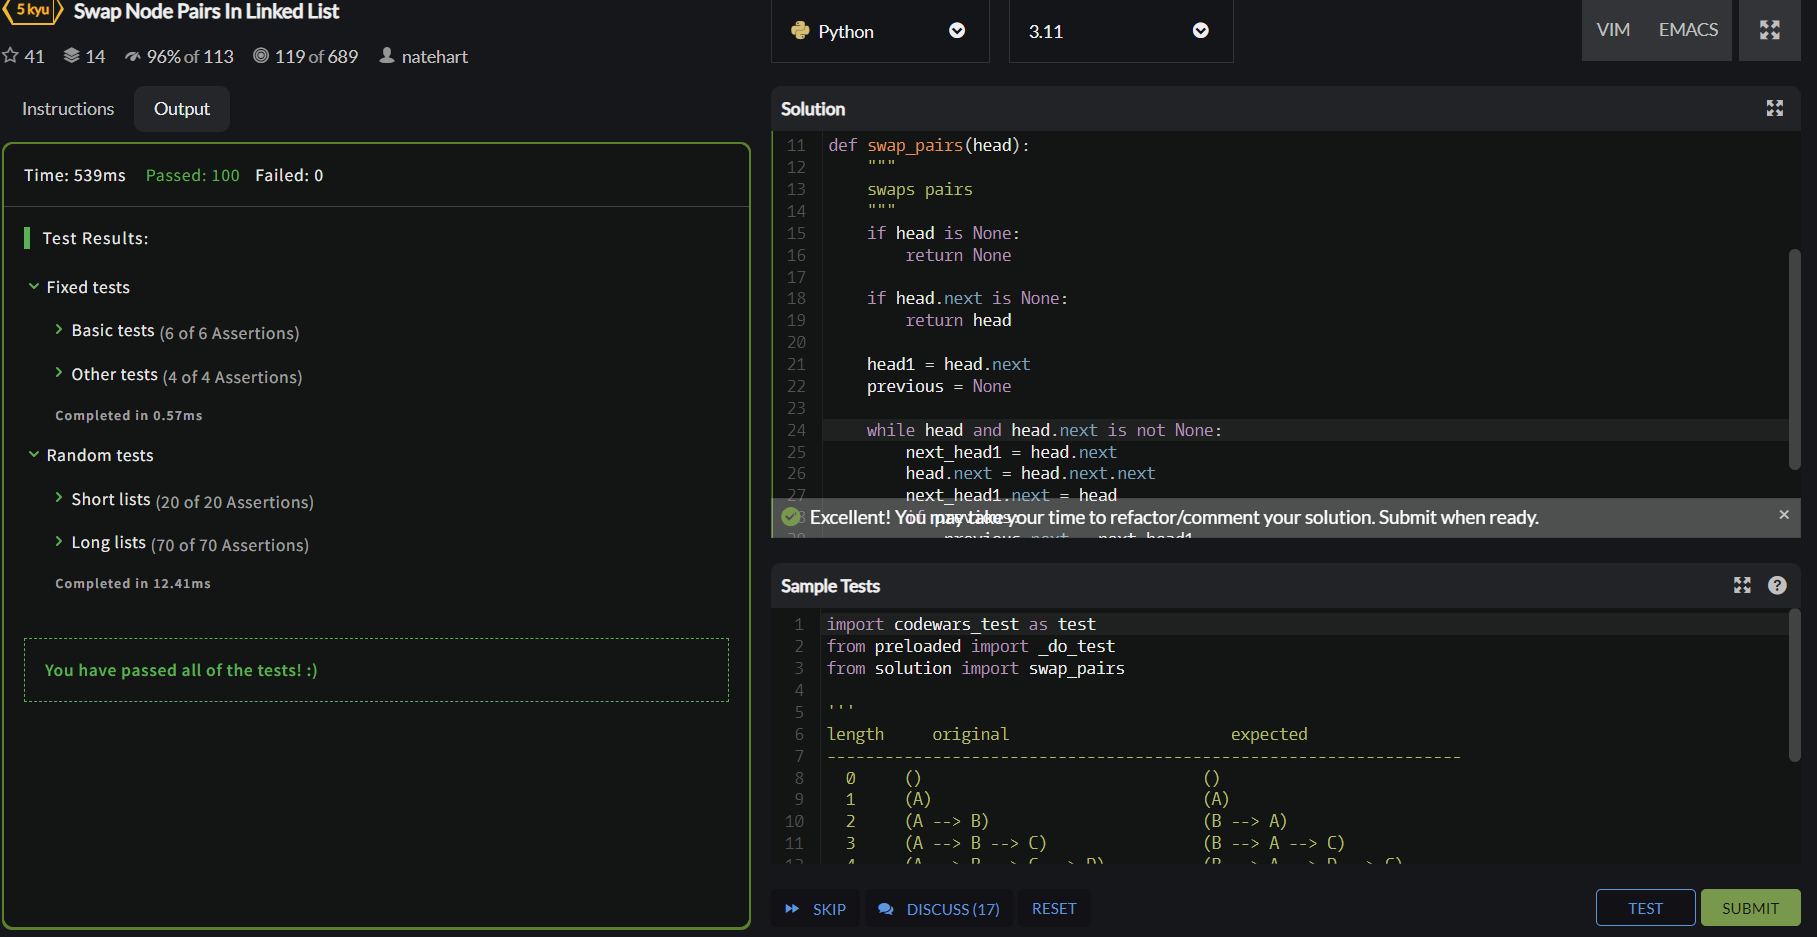 5 kyu Swap Node Pairs In Linked List
41 14 96% of 113 119 of 689 natehart
Instructions Output
Time: 539ms Passed: 100 Failed: 0
Test Results:
Fixed tests
Basic tests (6 of 6 Assertions)
Other tests (4 of 4 Assertions)
Completed in 0.57ms
Random tests
Short lists (20 of 20 Assertions)
Long lists (70 of 70 Assertions)
Completed in 12.41ms
You have passed all of the tests! :)
Python 3.11 VIM EMACS
Solution
11 def swap_pairs(head):
12 """
13 swaps pairs
14 """
15 if head is None:
16 return None
17
18 if head.next is None:
19 return head
20
21 head1 = head.next
22 previous = None
23
24 while head and head.next is not None:
25 next_head1 = head.next
26 head.next = head.next.next
27 next_head1.next = head
28 if previous:
Excellent! You may take your time to refactor/comment your solution. Submit when ready.
29 previous.next = next_head1
Sample Tests
1 import codewars_test as test
2 from preloaded import _do_test
3 from solution import swap_pairs
4
5 '''
6 length original expected
7 ------------------------------------------------------------------
8 0 () ()
9 1 (A) (A)
10 2 (A --> B) (B --> A)
11 3 (A --> B --> C) (B --> A --> C)
12 4 (A --> B --> C --> D) (B --> A --> D --> C)
SKIP DISCUSS (17) RESET TEST SUBMIT